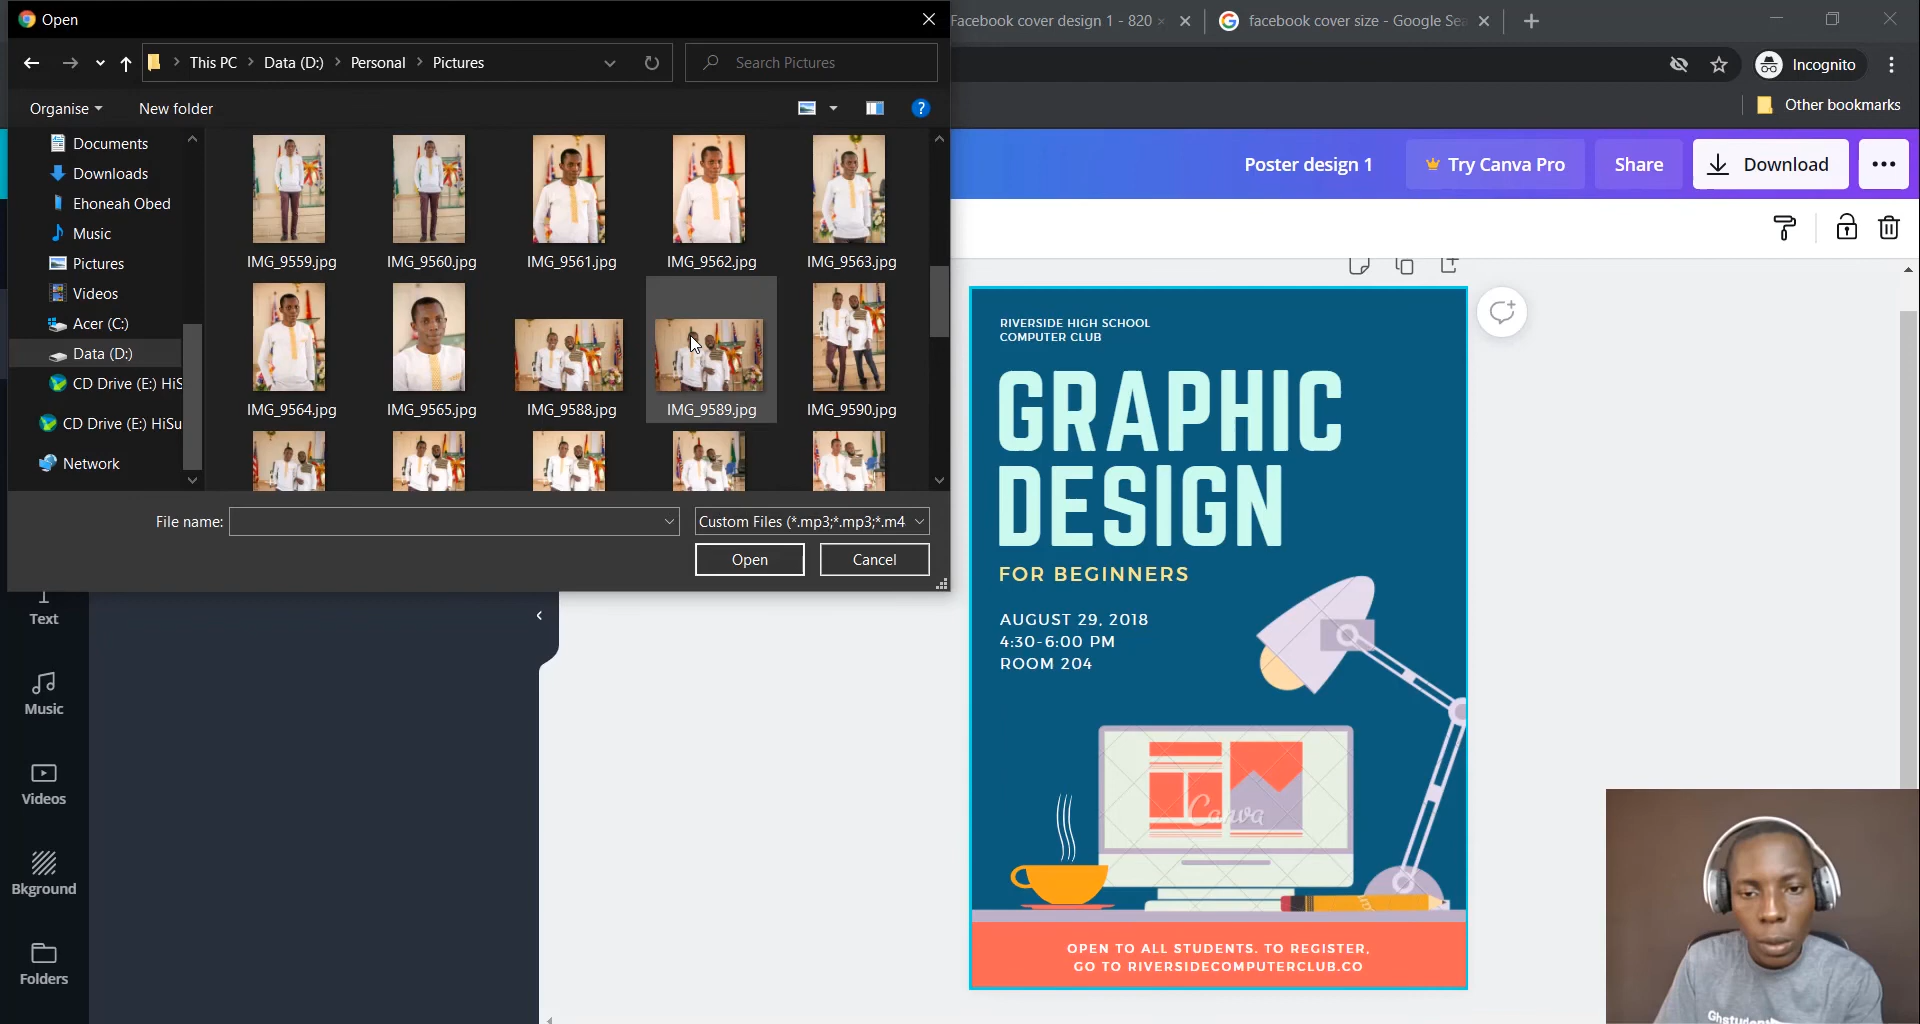 Open
Facebook cover design 1 - 820 ×
facebook cover size - Google Sea
This PC > Data (D:) > Personal > Pictures
Search Pictures
Incognito
Organise
New folder
Other bookmarks
Documents
Downloads
Ehoneah Obed
Music
Pictures
Videos
Acer (C:)
Data (D:)
CD Drive (E:) HiS
CD Drive (E:) HiSu
Network
IMG_9559.jpg
IMG_9560.jpg
IMG_9561.jpg
IMG_9562.jpg
IMG_9563.jpg
IMG_9564.jpg
IMG_9565.jpg
IMG_9588.jpg
IMG_9589.jpg
IMG_9590.jpg
File name:
Custom Files (*.mp3;*.mp3;*.m4
Open
Cancel
Poster design 1
Try Canva Pro
Share
Download
Text
Music
Videos
Bkground
Folders
RIVERSIDE HIGH SCHOOL
COMPUTER CLUB
GRAPHIC
DESIGN
FOR BEGINNERS
AUGUST 29, 2018
4:30-6:00 PM
ROOM 204
Canva
OPEN TO ALL STUDENTS. TO REGISTER,
GO TO RIVERSIDECOMPUTERCLUB.CO
Ghstudent